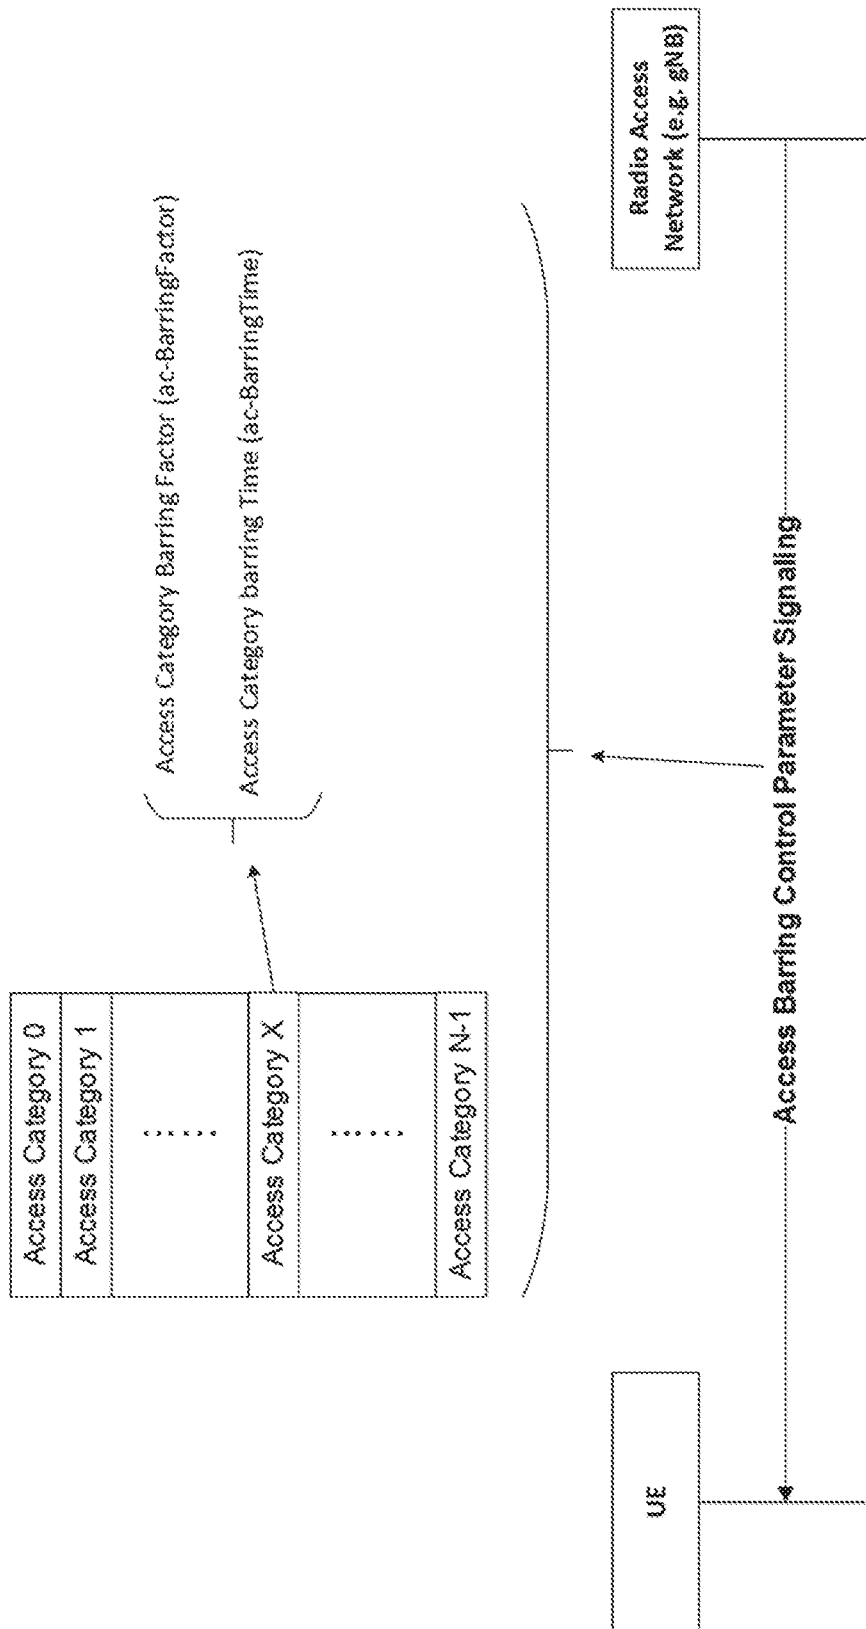 Access Category 0
Access Category 1
......
Access Category X
......
Access Category N-1
Access Category Barring Factor (ac-BarringFactor)
Access Category barring Time (ac-BarringTime)
UE
Radio Access
Network (e.g. gNB)
Access Barring Control Parameter Signaling